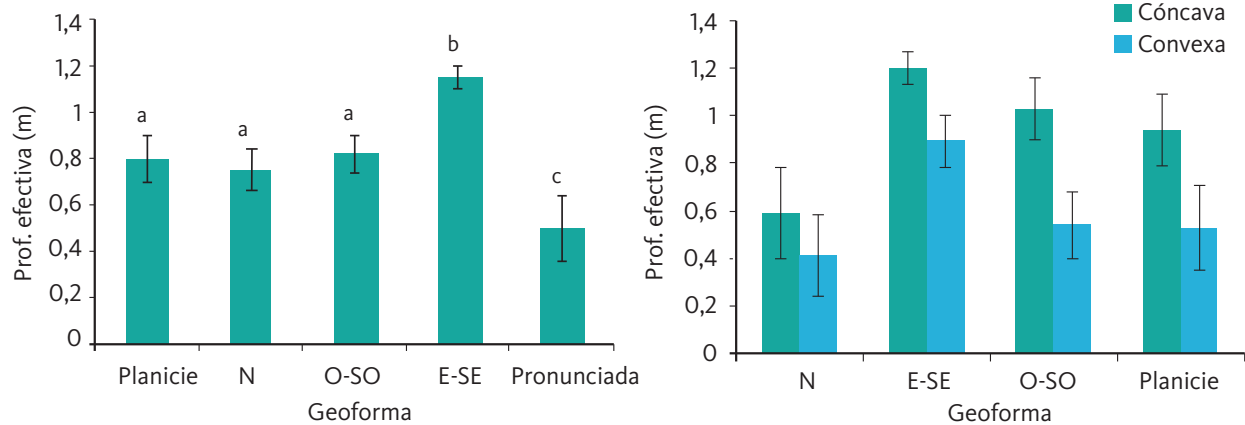 1,4
1,2
1
0,8
0,6
0,4
0,2
0
Prof. efectiva (m)
a
a
a
b
c
Planicie N O-SO E-SE Pronunciada
Geoforma
Cóncava
Convexa
1,4
1,2
1
0,8
0,6
0,4
0,2
0
Prof. efectiva (m)
N E-SE O-SO Planicie
Geoforma